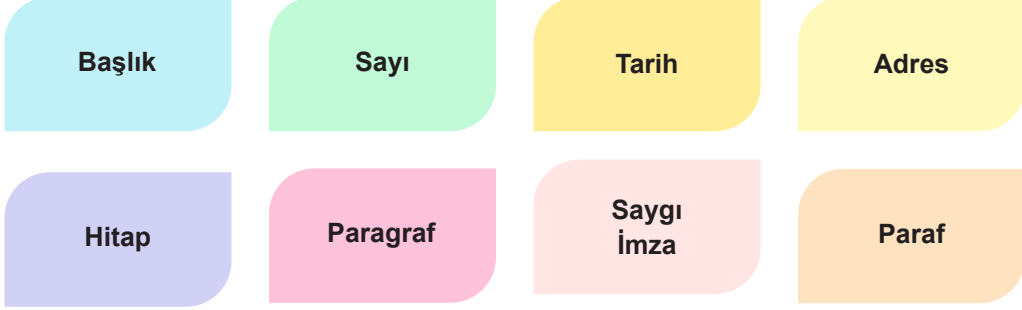 Başlık
Sayı
Tarih
Adres
Hitap
Paragraf
Saygı
İmza
Paraf